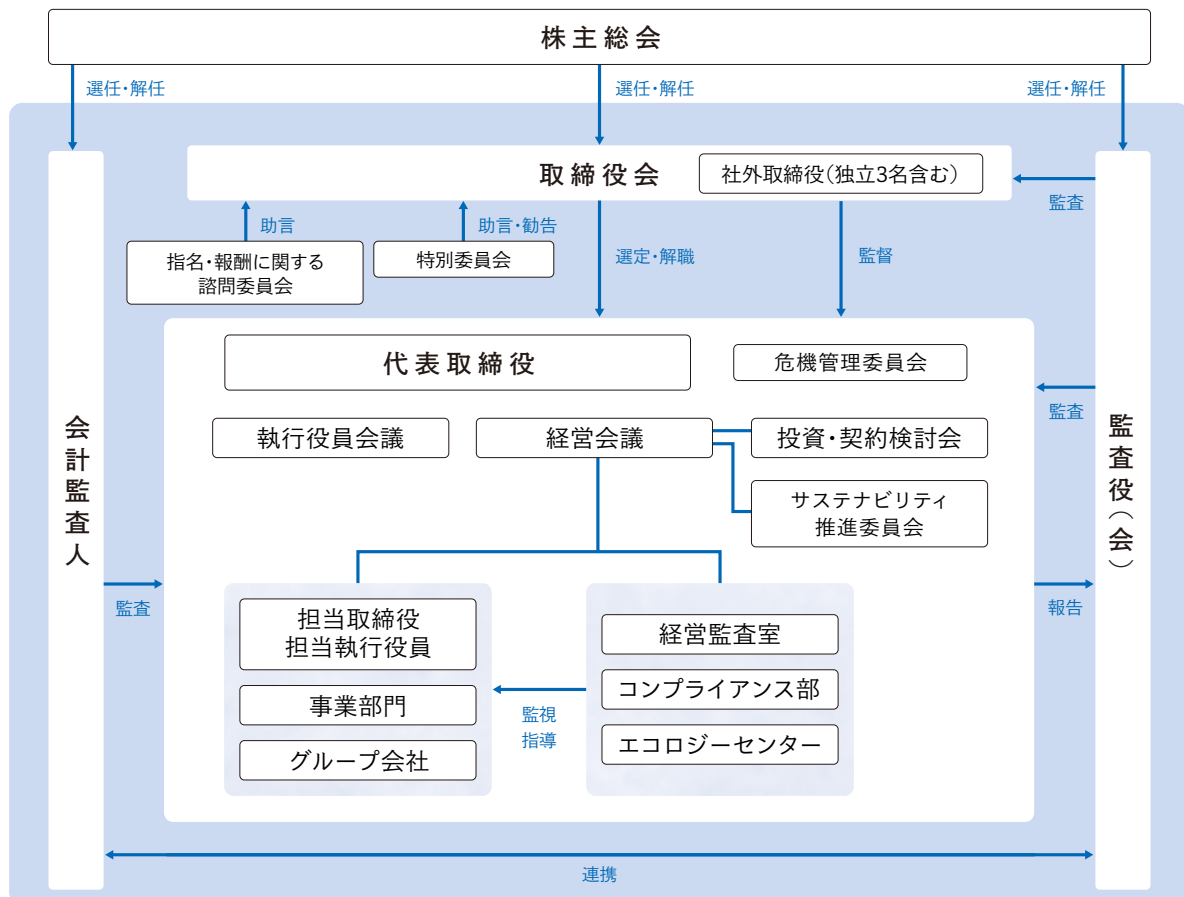 株主総会
選任・解任
選任・解任
選任・解任
取締役会
社外取締役（独立3名含む）
監査
助言
助言・勧告
指名・報酬に関する
諮問委員会
特別委員会
選定・解職
監督
代表取締役
危機管理委員会
監査
執行役員会議
経営会議
投資・契約検討会
サステナビリティ
推進委員会
会計監査人
監査役（会）
監査
報告
担当取締役
担当執行役員
事業部門
グループ会社
監視
指導
経営監査室
コンプライアンス部
エコロジーセンター
連携